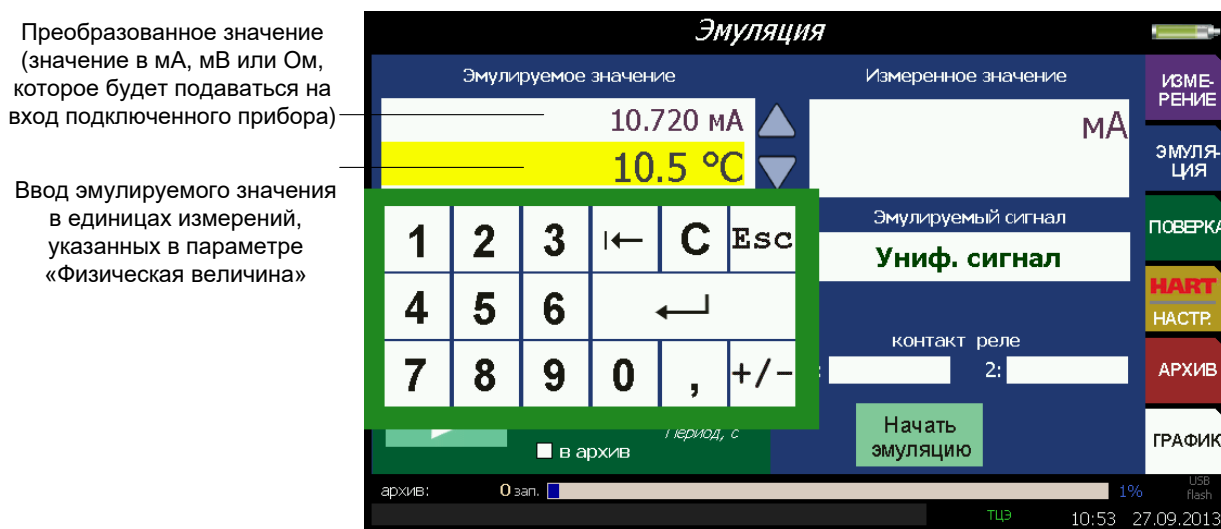 Преобразованное значение
(значение в мА, мВ или Ом,
которое будет подаваться на
вход подключенного прибора)
Ввод эмулируемого значения
в единицах измерений,
указанных в параметре
«Физическая величина»
Эмуляция
Эмулируемое значение
Измеренное значение
10.720 мА
мА
10.5 °C
1 2 3 |← C Esc
4 5 6
7 8 9 0 , +/-
Эмулируемый сигнал
Униф. сигнал
контакт реле
2:
Период, с
в архив
Начать
эмуляцию
ИЗМЕ-
РЕНИЕ
ЭМУЛЯ-
ЦИЯ
ПОВЕРКА
HART
НАСТР.
АРХИВ
ГРАФИК
архив: 0 зап. 1% USB
flash
ТЦЭ 10:53 27.09.2013